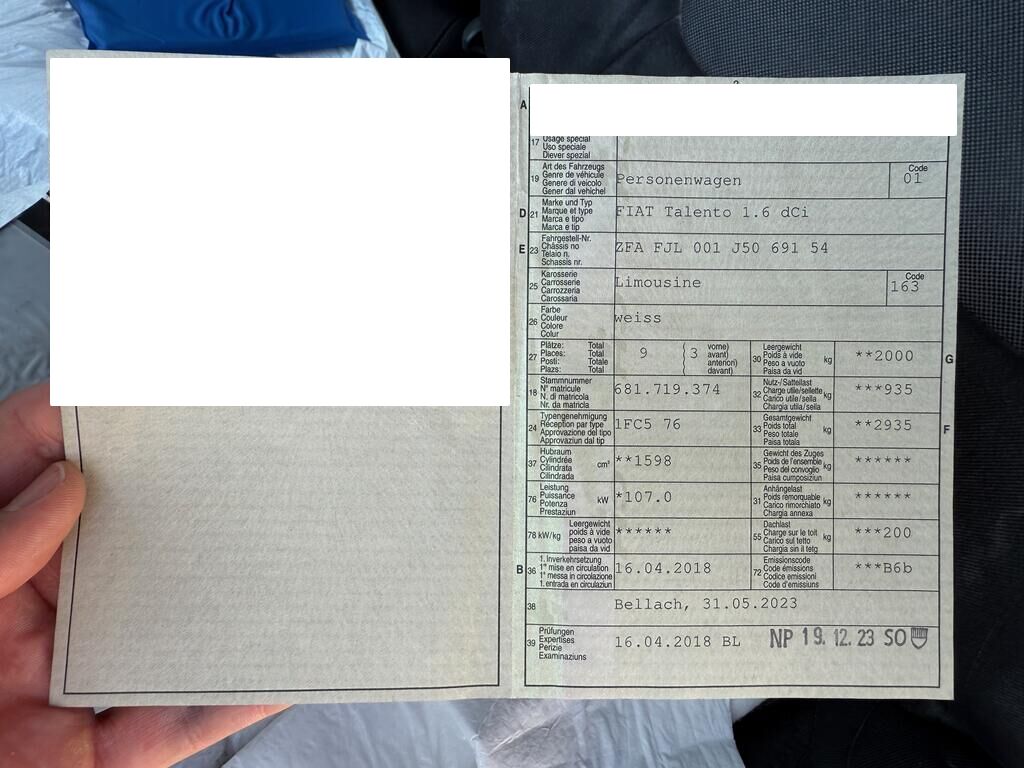 A
17 Usage spécial
Uso speciale
Diever spezial
19 Art des Fahrzeugs
Genre de véhicule
Genere di veicolo
Gener dal vehichel
Personenwagen
Code
01
D 21 Marke und Typ
Marque et type
Marca e tipo
Marca e tip
FIAT Talento 1.6 dCi
E 23 Fahrgestell-Nr.
Châssis no
Telaio n.
Schassis nr.
ZFA FJL 001 J50 691 54
25 Karosserie
Carrosserie
Carrozzeria
Carossaria
Limousine
Code
163
26 Farbe
Couleur
Colore
Colur
weiss
27 Plätze: Total
Places: Total
Posti: Totale
Plazs: Total
9 (3 vorne)
avant)
anteriori)
davant)
30 Leergewicht
Poids à vide
Peso a vuoto
Paisa da vid
kg
**2000
G
18 Stammnummer
N° matricule
N. di matricola
Nr. da matricla
681.719.374
32 Nutz-/Sattellast
Charge utile/sellette
Carico utile/sella
Chargia utila/sella
kg
***935
24 Typengenehmigung
Réception par type
Approvazione del tipo
Approvaziun dal tip
1FC5 76
33 Gesamtgewicht
Poids total
Peso totale
Paisa totala
kg
**2935
F
37 Hubraum
Cylindrée
Cilindrata
Cilindrada
cm³
**1598
35 Gewicht des Zuges
Poids de l'ensemble
Peso del convoglio
Paisa cumposiziun
kg
******
76 Leistung
Puissance
Potenza
Prestaziun
kW
*107.0
31 Anhängelast
Poids remorquable
Carico rimorchiato
Chargia annexa
kg
******
78 kW/kg Leergewicht
poids à vide
peso a vuoto
paisa da vid
******
55 Dachlast
Charge sur le toit
Carico sul tetto
Chargia sin il tetg
kg
***200
B 36 1. Inverkehrsetzung
1re mise en circulation
1a messa in circolazione
1. entrada en circulaziun
16.04.2018
72 Emissionscode
Code émissions
Codice emissioni
Code d'emissiuns
***B6b
38 Bellach, 31.05.2023
39 Prüfungen
Expertises
Perizie
Examinaziuns
16.04.2018 BL NP 19. 12. 23 SO